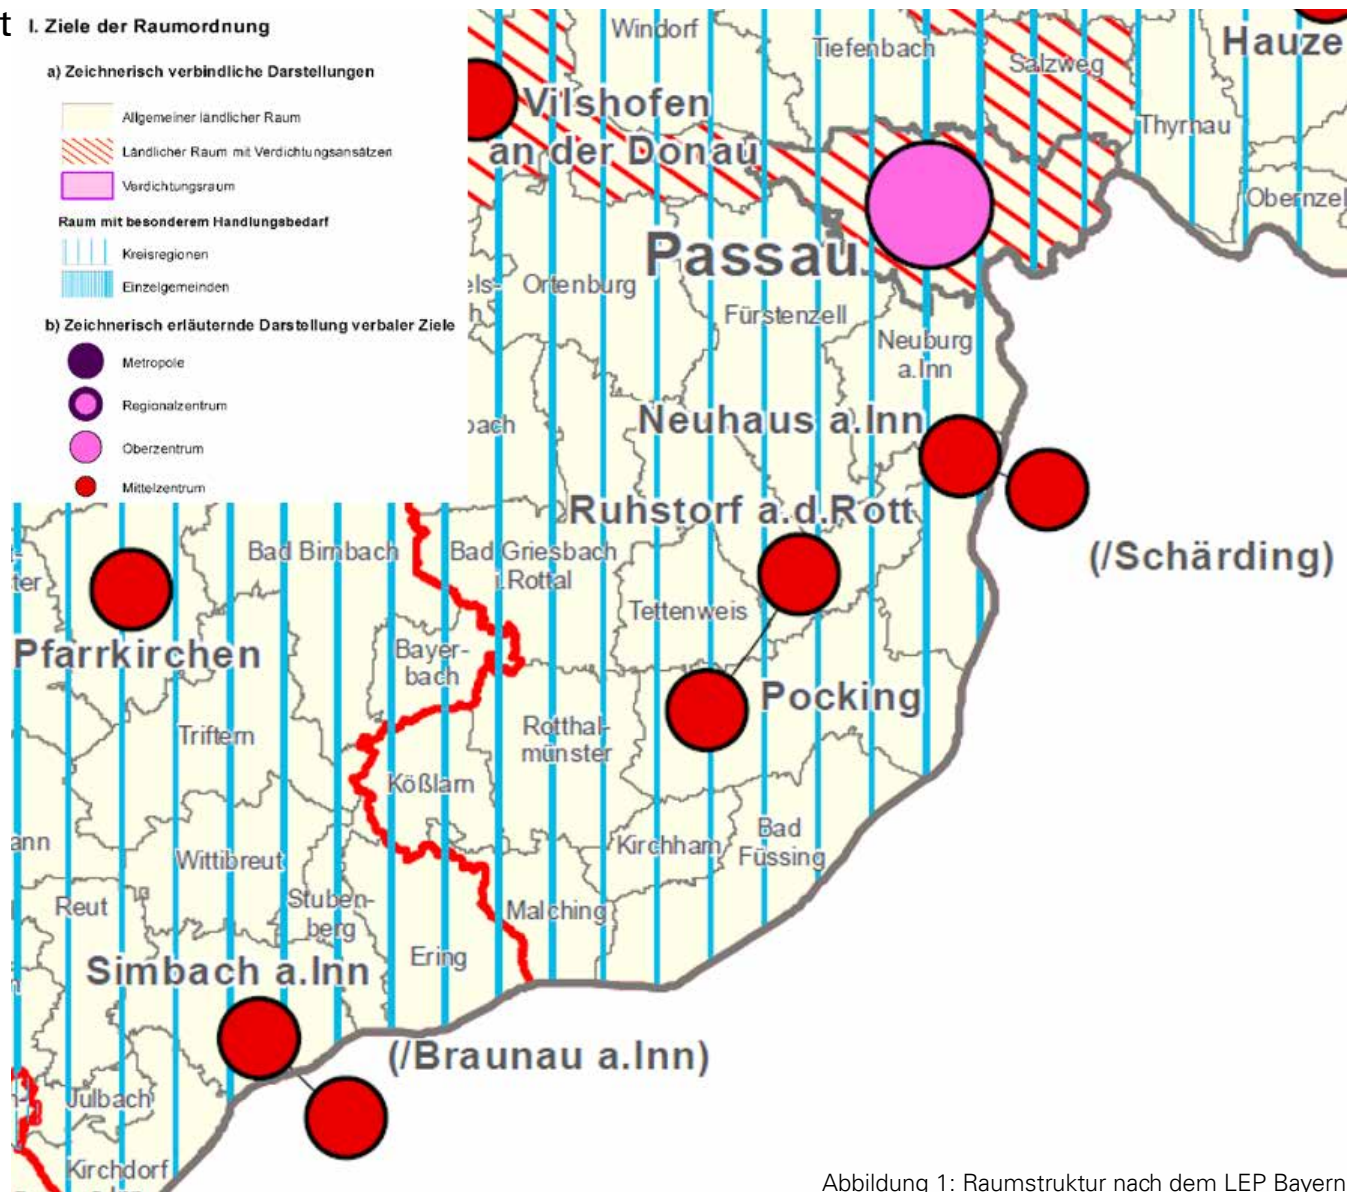 t
I. Ziele der Raumordnung
a) Zeichnerisch verbindliche Darstellungen
Allgemeiner ländlicher Raum
Ländlicher Raum mit Verdichtungsansätzen
Verdichtungsraum
Raum mit besonderem Handlungsbedarf
Kreisregionen
Einzelgemeinden
b) Zeichnerisch erläuternde Darstellung verbaler Ziele
Metropole
Regionalzentrum
Oberzentrum
Mittelzentrum
Windorf
Tiefenbach
Salzweg
Hauze
Vilshofen
an der Donau
Thyrnau
Obernzel
Passau
els-
h
Ortenburg
Fürstenzell
Neuburg
a.Inn
bach
Neuhaus a.Inn
Ruhstorf a.d.Rott
(/Schärding)
ter
Bad Birnbach
Bad Griesbach
i.Rottal
Tettenweis
Pfarrkirchen
Bayer-
bach
Pocking
Triftern
Rotthal-
münster
Kößlarn
ann
Wittibreut
Kirchham
Bad
Füssing
Reut
Stuben-
berg
Malching
Ering
Simbach a.Inn
(/Braunau a.Inn)
Julbach
Kirchdorf
Abbildung 1: Raumstruktur nach dem LEP Bayern